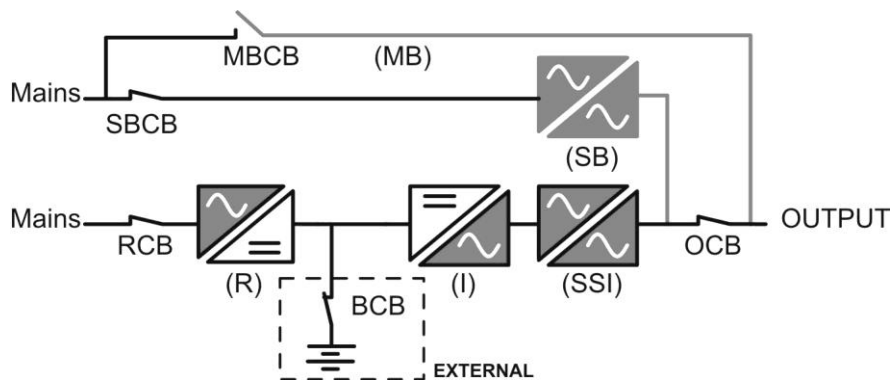 MBCB (MB)
Mains
SBCB
(SB)
Mains OUTPUT
RCB OCB
(R) (I) (SSI)
BCB
EXTERNAL